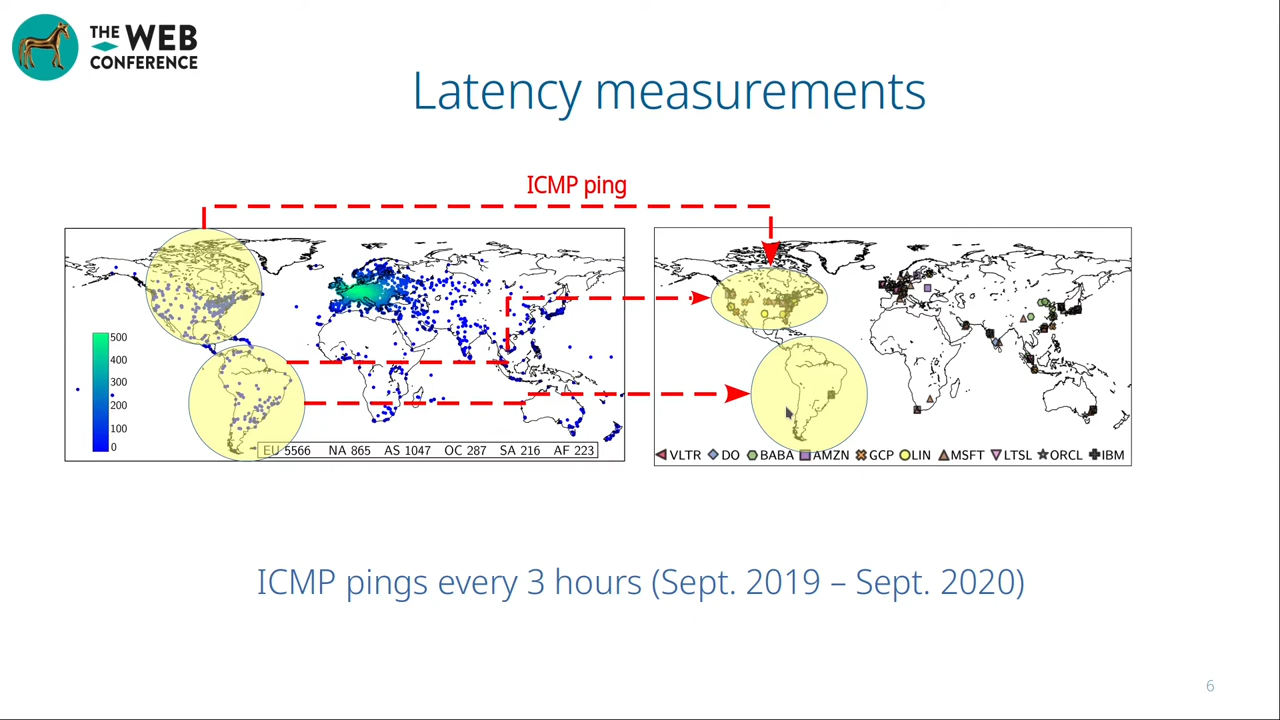 THE WEB
CONFERENCE
Latency measurements
ICMP ping
500
400
300
200
100
0
EU 5566 NA 865 AS 1047 OC 287 SA 216 AF 223
VLTR DO BABA AMZN GCP LIN MSFT LTSL ORCL IBM
ICMP pings every 3 hours (Sept. 2019 – Sept. 2020)
6